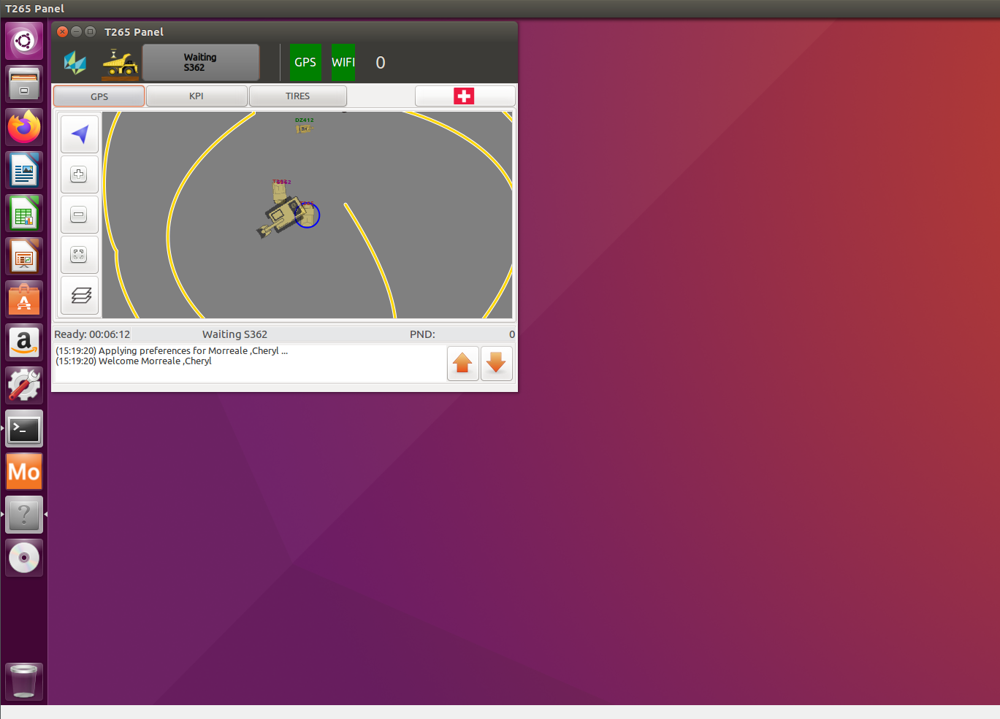 T265 Panel
T265 Panel
Waiting
S362
GPS
WIFI
0
GPS
KPI
TIRES
DZ412
S362
Ready: 00:06:12
Waiting S362
PND:
0
(15:19:20) Applying preferences for Morreale ,Cheryl ...
(15:19:20) Welcome Morreale ,Cheryl
A
a
>_
Mo
?